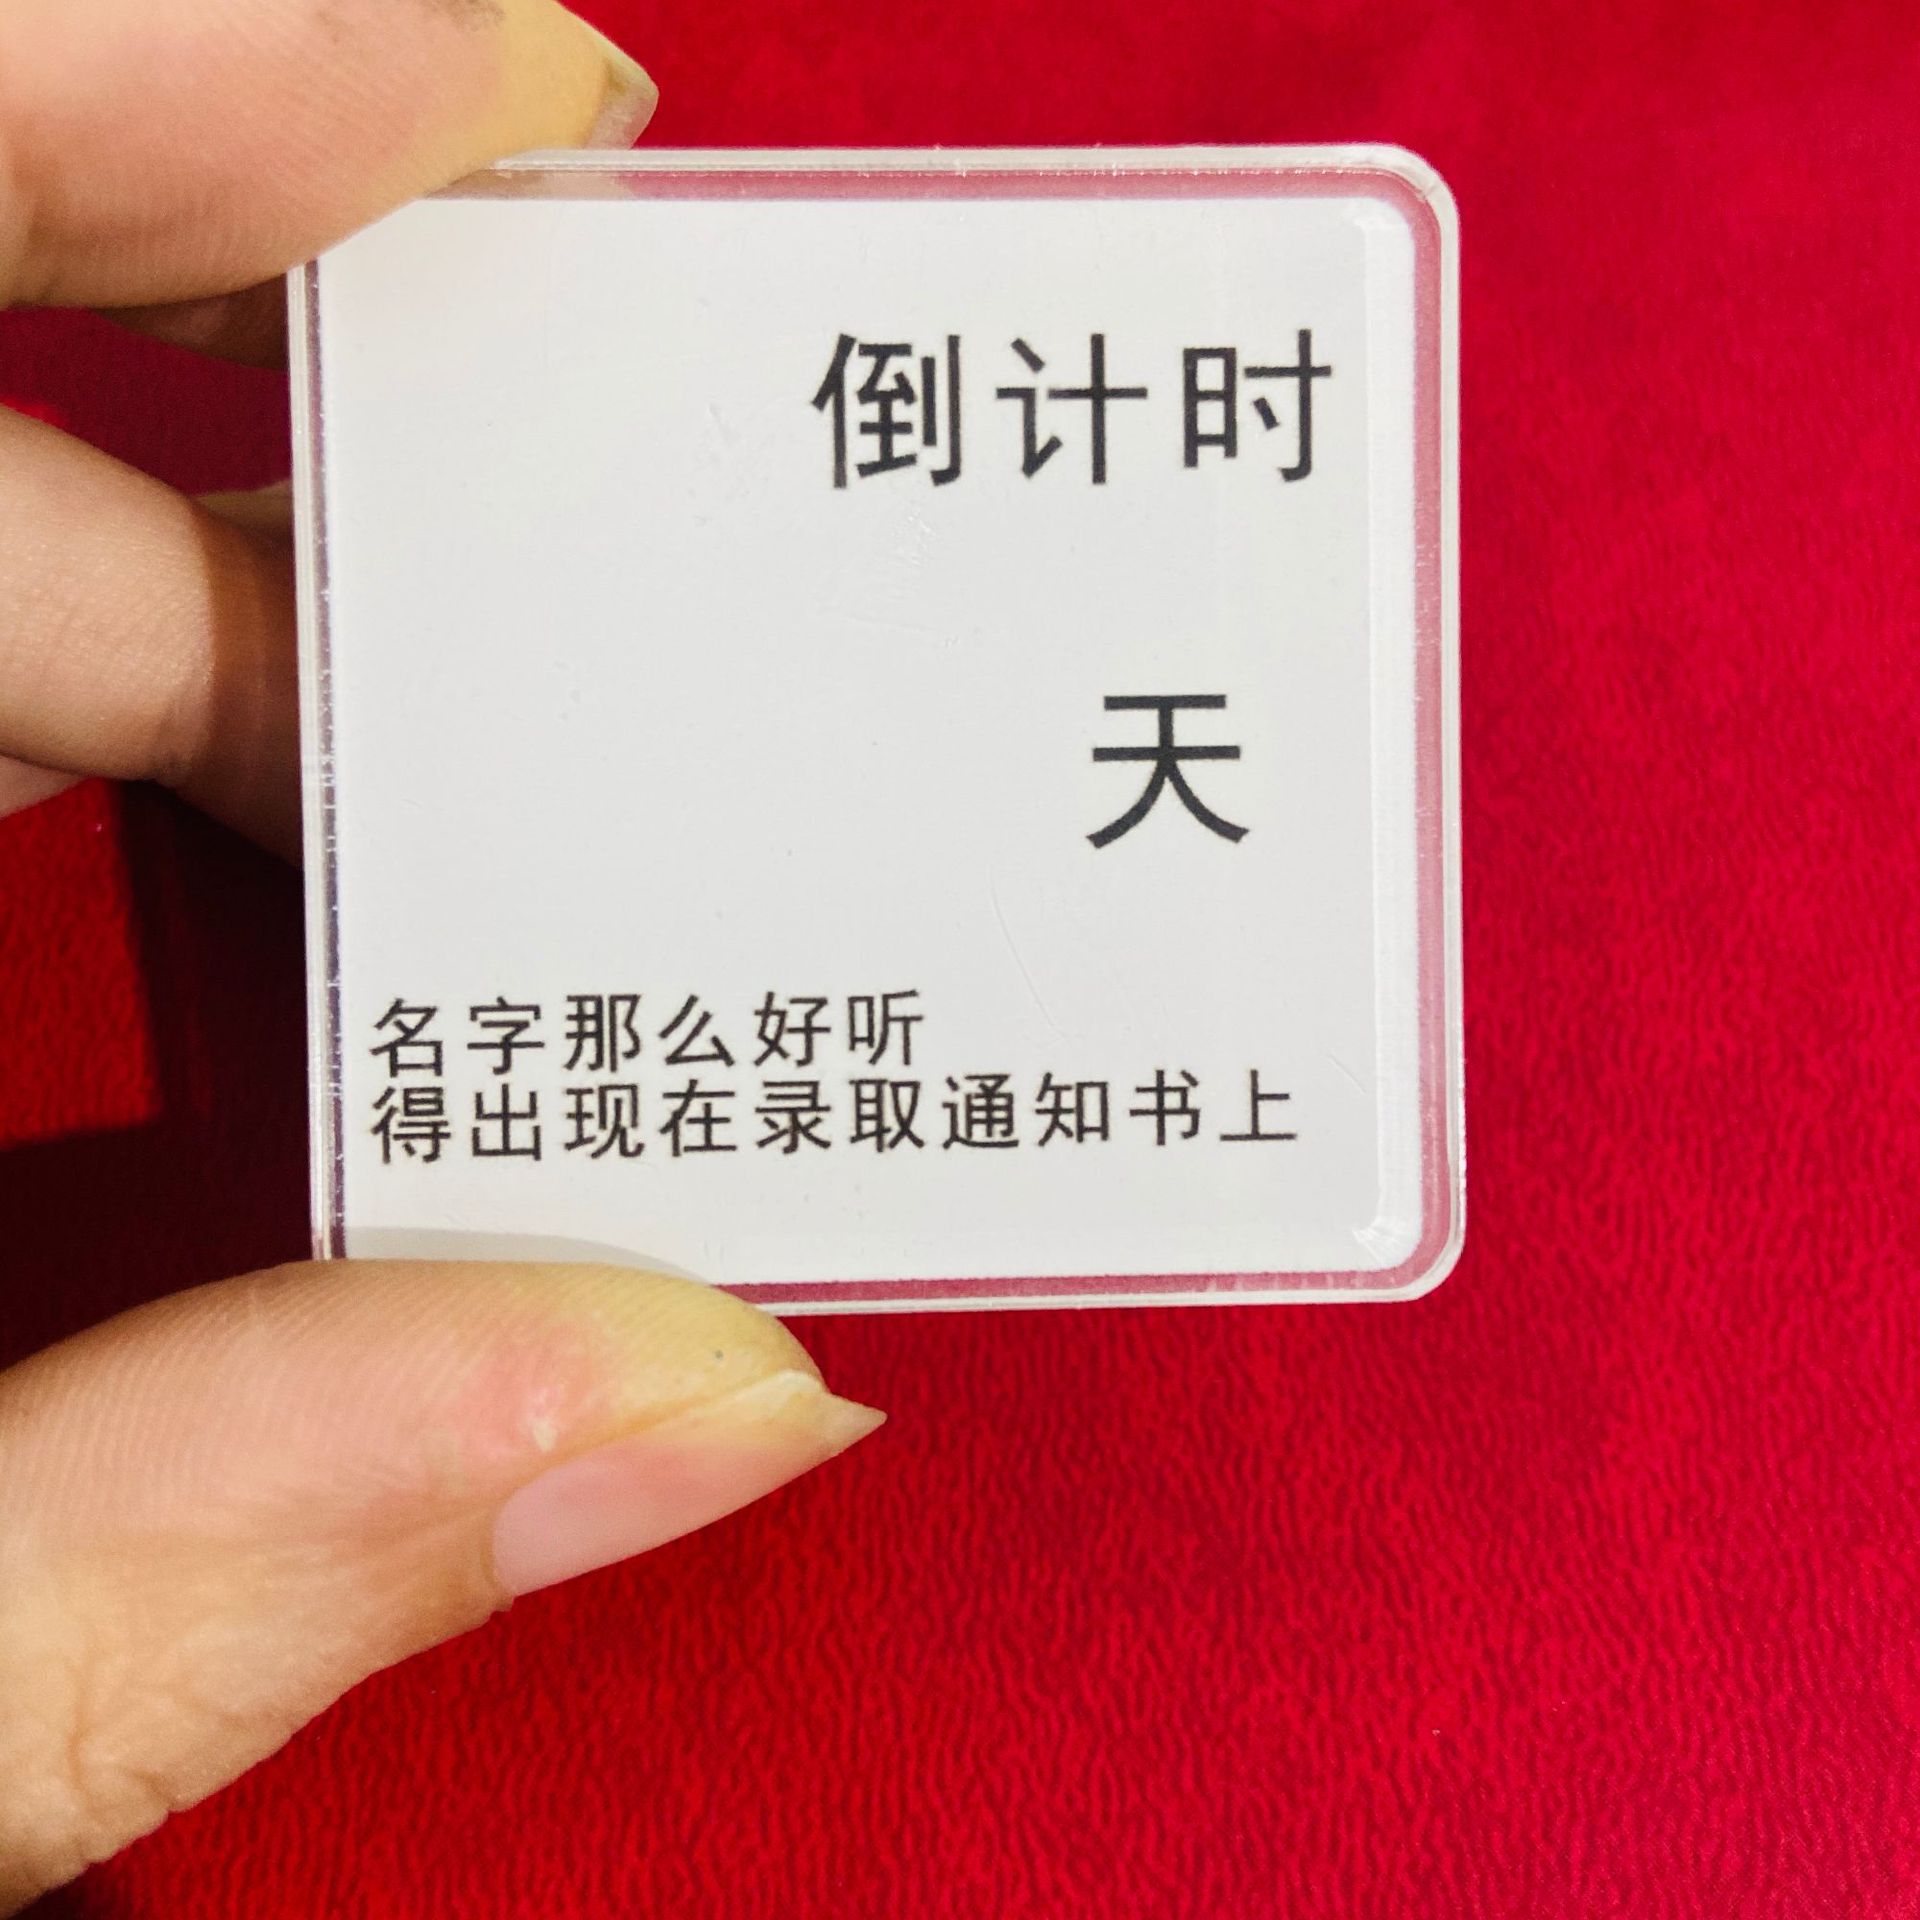 倒计时
天
名字那么好听
得出现在录取通知书上